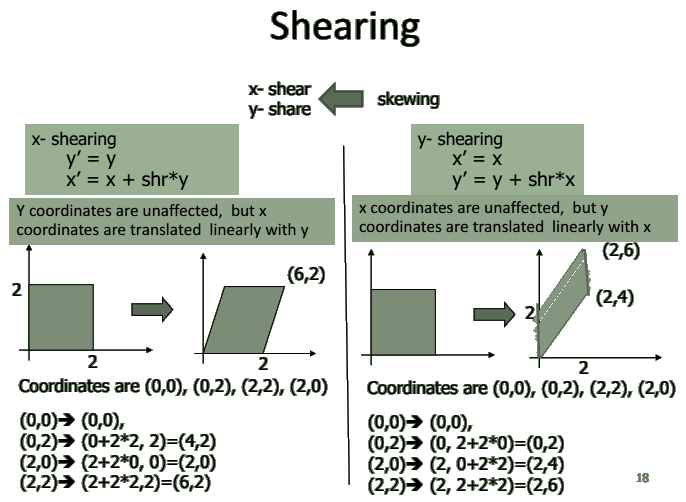 Shearing
x- shear
y- share
skewing
x- shearing
y’ = y
x’ = x + shr*y
Y coordinates are unaffected, but x
coordinates are translated linearly with y
2
(6,2)
2
2
Coordinates are (0,0), (0,2), (2,2), (2,0)
(0,0)➔ (0,0),
(0,2)➔ (0+2*2, 2)=(4,2)
(2,0)➔ (2+2*0, 0)=(2,0)
(2,2)➔ (2+2*2,2)=(6,2)
y- shearing
x’ = x
y’ = y + shr*x
x coordinates are unaffected, but y
coordinates are translated linearly with x
(2,6)
(2,4)
2
2
Coordinates are (0,0), (0,2), (2,2), (2,0)
(0,0)➔ (0,0),
(0,2)➔ (0, 2+2*0)=(0,2)
(2,0)➔ (2, 0+2*2)=(2,4)
(2,2)➔ (2, 2+2*2)=(2,6)
18